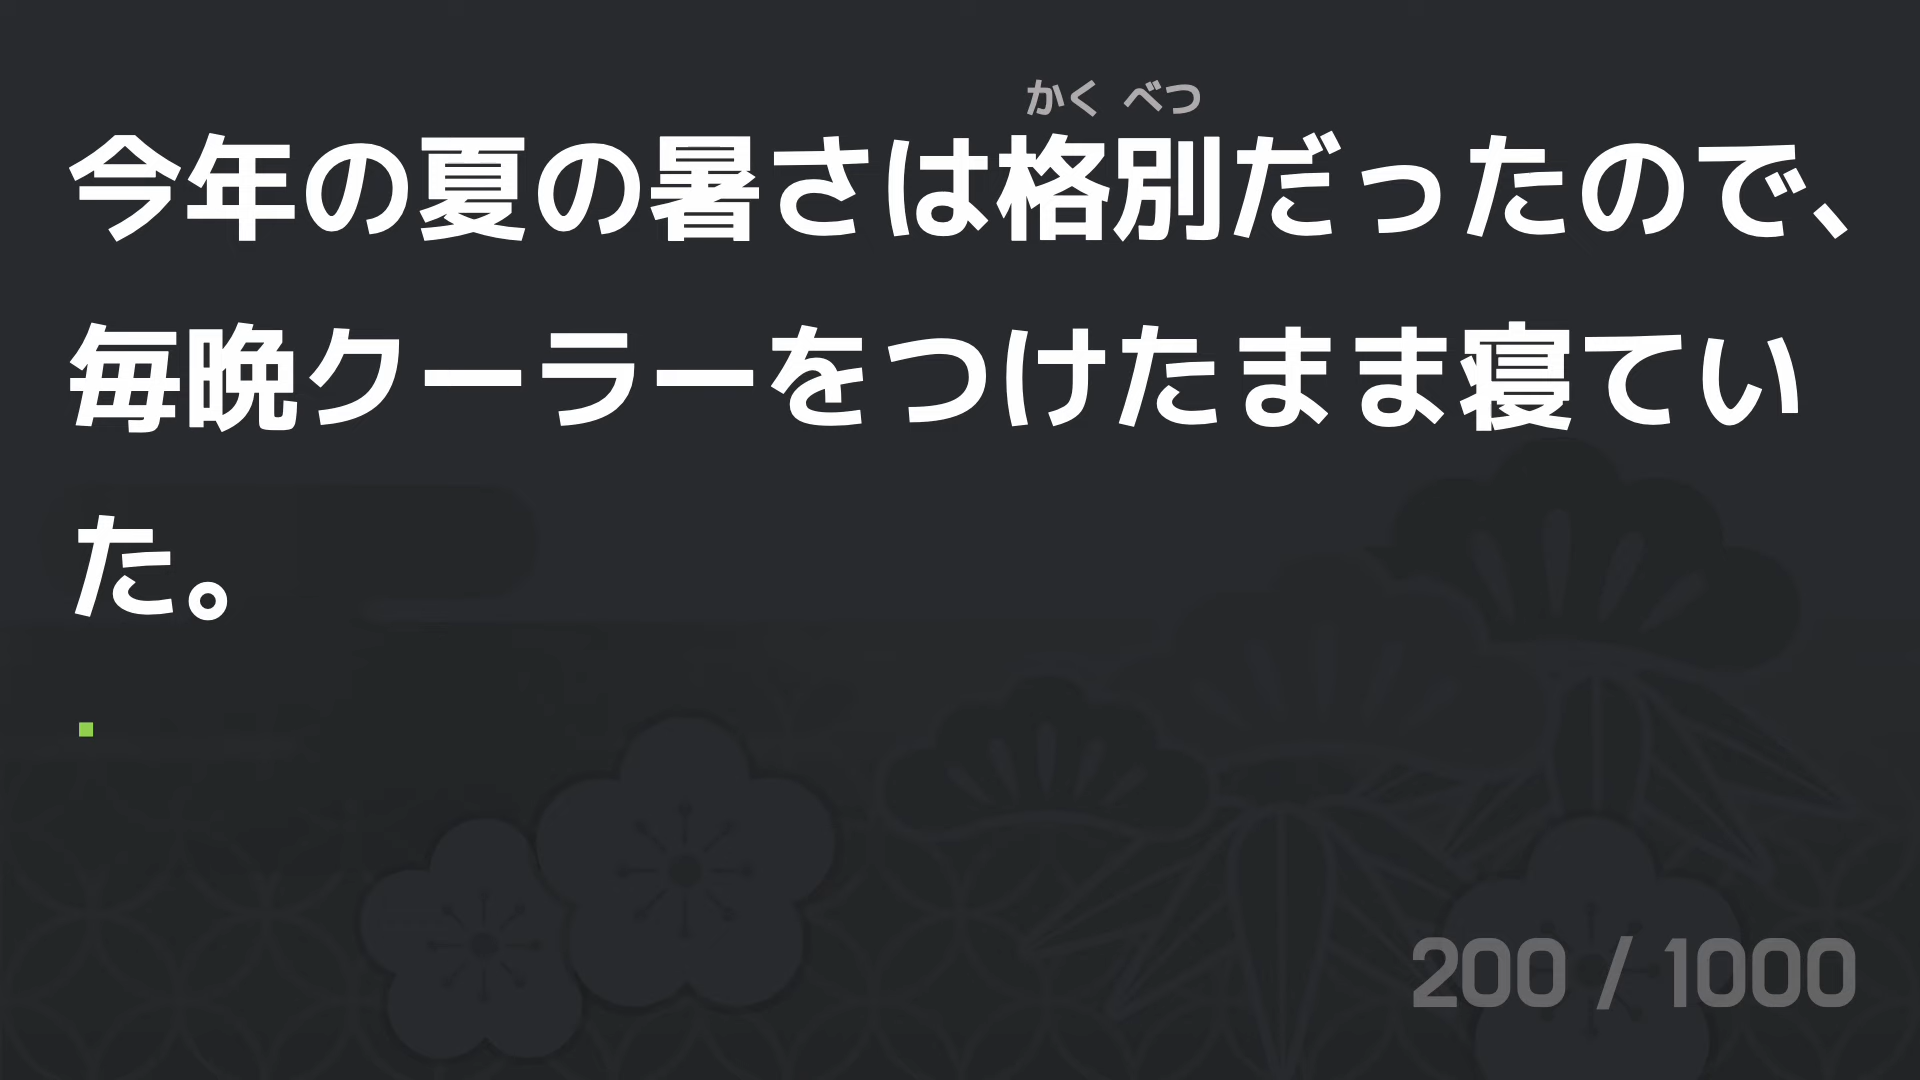 かく べつ
今年の夏の暑さは格別だったので、
毎晩クーラーをつけたまま寝てい
た。
200 / 1000